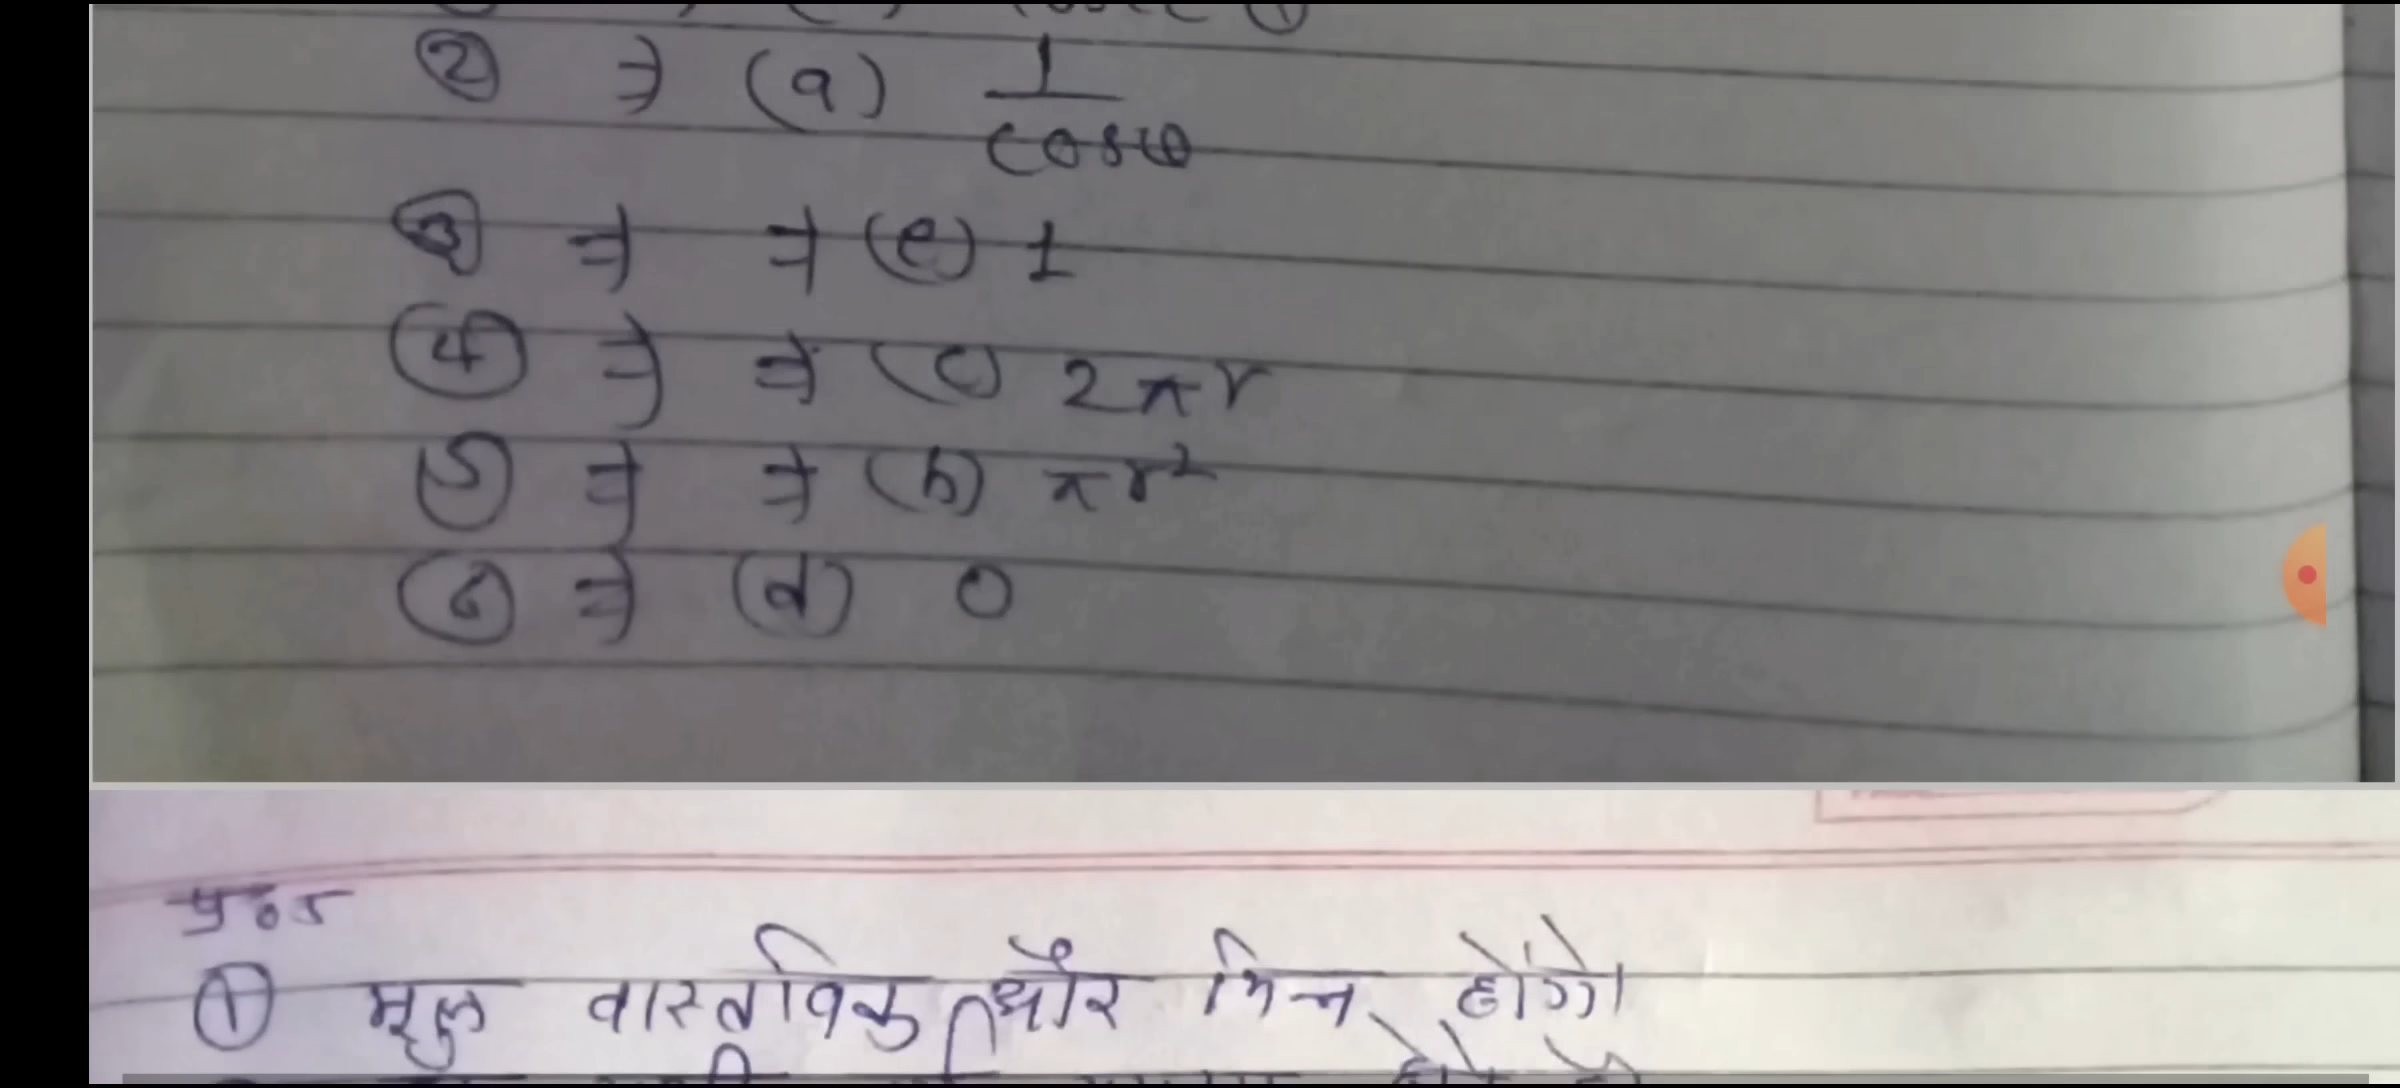 ② ⇒ (a) 1
cosθ
③ ⇒ ⇒ (e) 1
④ ⇒ ⇒ (c) 2πr
⑤ ⇒ ⇒ (b) πr²
⑥ ⇒ (d) 0
प्र०5
① मूल वास्तविक और भिन्न होंगे।